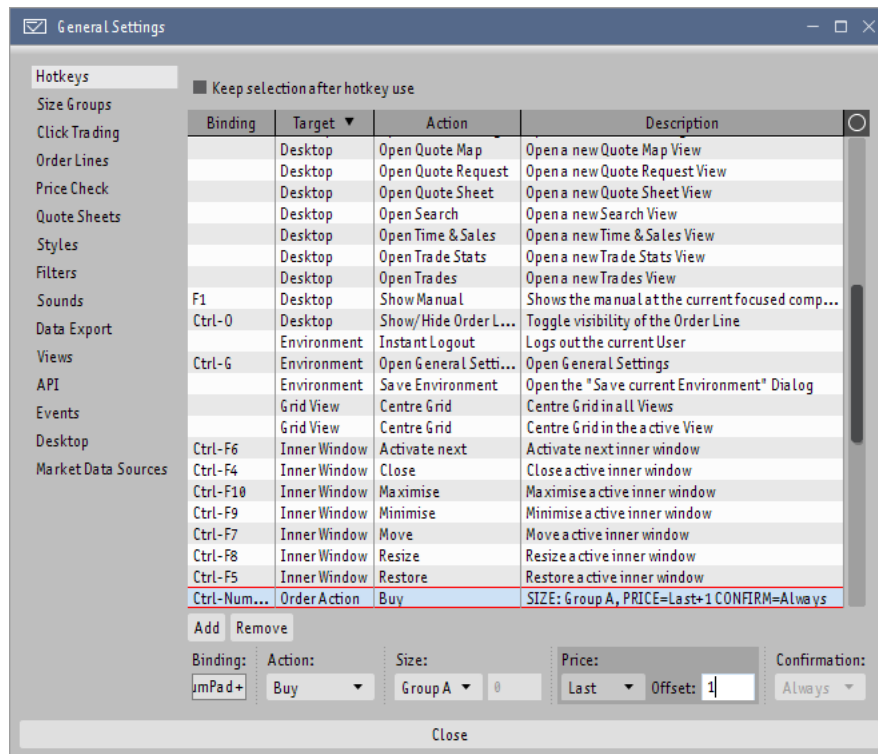 General Settings
Hotkeys
Size Groups
Click Trading
Order Lines
Price Check
Quote Sheets
Styles
Filters
Sounds
Data Export
Views
API
Events
Desktop
Market Data Sources
Keep selection after hotkey use
Binding Target ▼ Action Description
Desktop Open Quote Map Open a new Quote Map View
Desktop Open Quote Request Open a new Quote Request View
Desktop Open Quote Sheet Open a new Quote Sheet View
Desktop Open Search Open a new Search View
Desktop Open Time & Sales Open a new Time & Sales View
Desktop Open Trade Stats Open a new Trade Stats View
Desktop Open Trades Open a new Trades View
F1 Desktop Show Manual Shows the manual at the current focused comp...
Ctrl-O Desktop Show/Hide Order L... Toggle visibility of the Order Line
Environment Instant Logout Logs out the current User
Ctrl-G Environment Open General Setti... Open General Settings
Environment Save Environment Open the "Save current Environment" Dialog
Grid View Centre Grid Centre Grid in all Views
Grid View Centre Grid Centre Grid in the active View
Ctrl-F6 Inner Window Activate next Activate next inner window
Ctrl-F4 Inner Window Close Close active inner window
Ctrl-F10 Inner Window Maximise Maximise active inner window
Ctrl-F9 Inner Window Minimise Minimise active inner window
Ctrl-F7 Inner Window Move Move active inner window
Ctrl-F8 Inner Window Resize Resize active inner window
Ctrl-F5 Inner Window Restore Restore active inner window
Ctrl-Num... Order Action Buy SIZE: Group A, PRICE=Last+1 CONFIRM=Always
Add Remove
Binding: Action: Size: Price: Confirmation:
umPad+ Buy Group A 0 Last Offset: 1 Always
Close